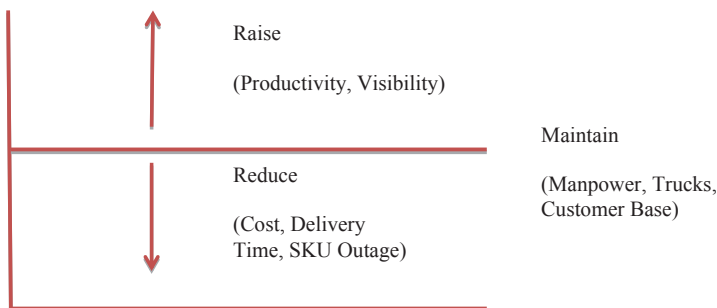 Raise
(Productivity, Visibility)
Maintain
(Manpower, Trucks,
Customer Base)
Reduce
(Cost, Delivery
Time, SKU Outage)